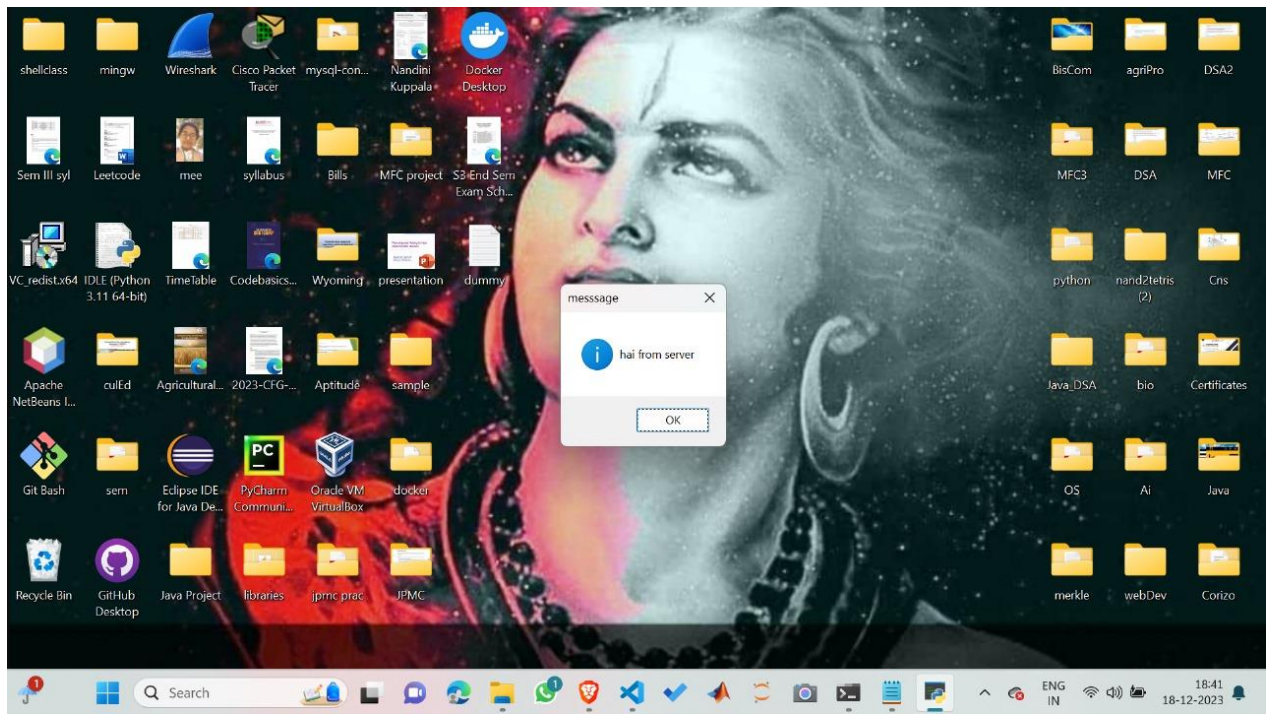 shellclass
mingw
Wireshark
Cisco Packet
Tracer
mysql-con...
Nandini
Kuppala
Docker
Desktop
BisCom
agriPro
DSA2
Sem III syl
Leetcode
mee
syllabus
Bills
MFC project
S3 End Sem
Exam Sch...
MFC3
DSA
MFC
VC_redist.x64
IDLE (Python
3.11 64-bit)
TimeTable
Codebasics...
Wyoming
presentation
dummy
python
nand2tetris
(2)
Cns
messsage
hai from server
OK
Apache
NetBeans I...
culEd
Agricultural...
2023-CFG-...
Aptitude
sample
Java_DSA
bio
Certificates
Git Bash
sem
Eclipse IDE
for Java De...
PyCharm
Communi...
Oracle VM
VirtualBox
docker
OS
Ai
Java
Recycle Bin
GitHub
Desktop
Java Project
libraries
jpmc prac
JPMC
merkle
webDev
Corizo
PC
1
Search
1
ENG
IN
18:41
18-12-2023